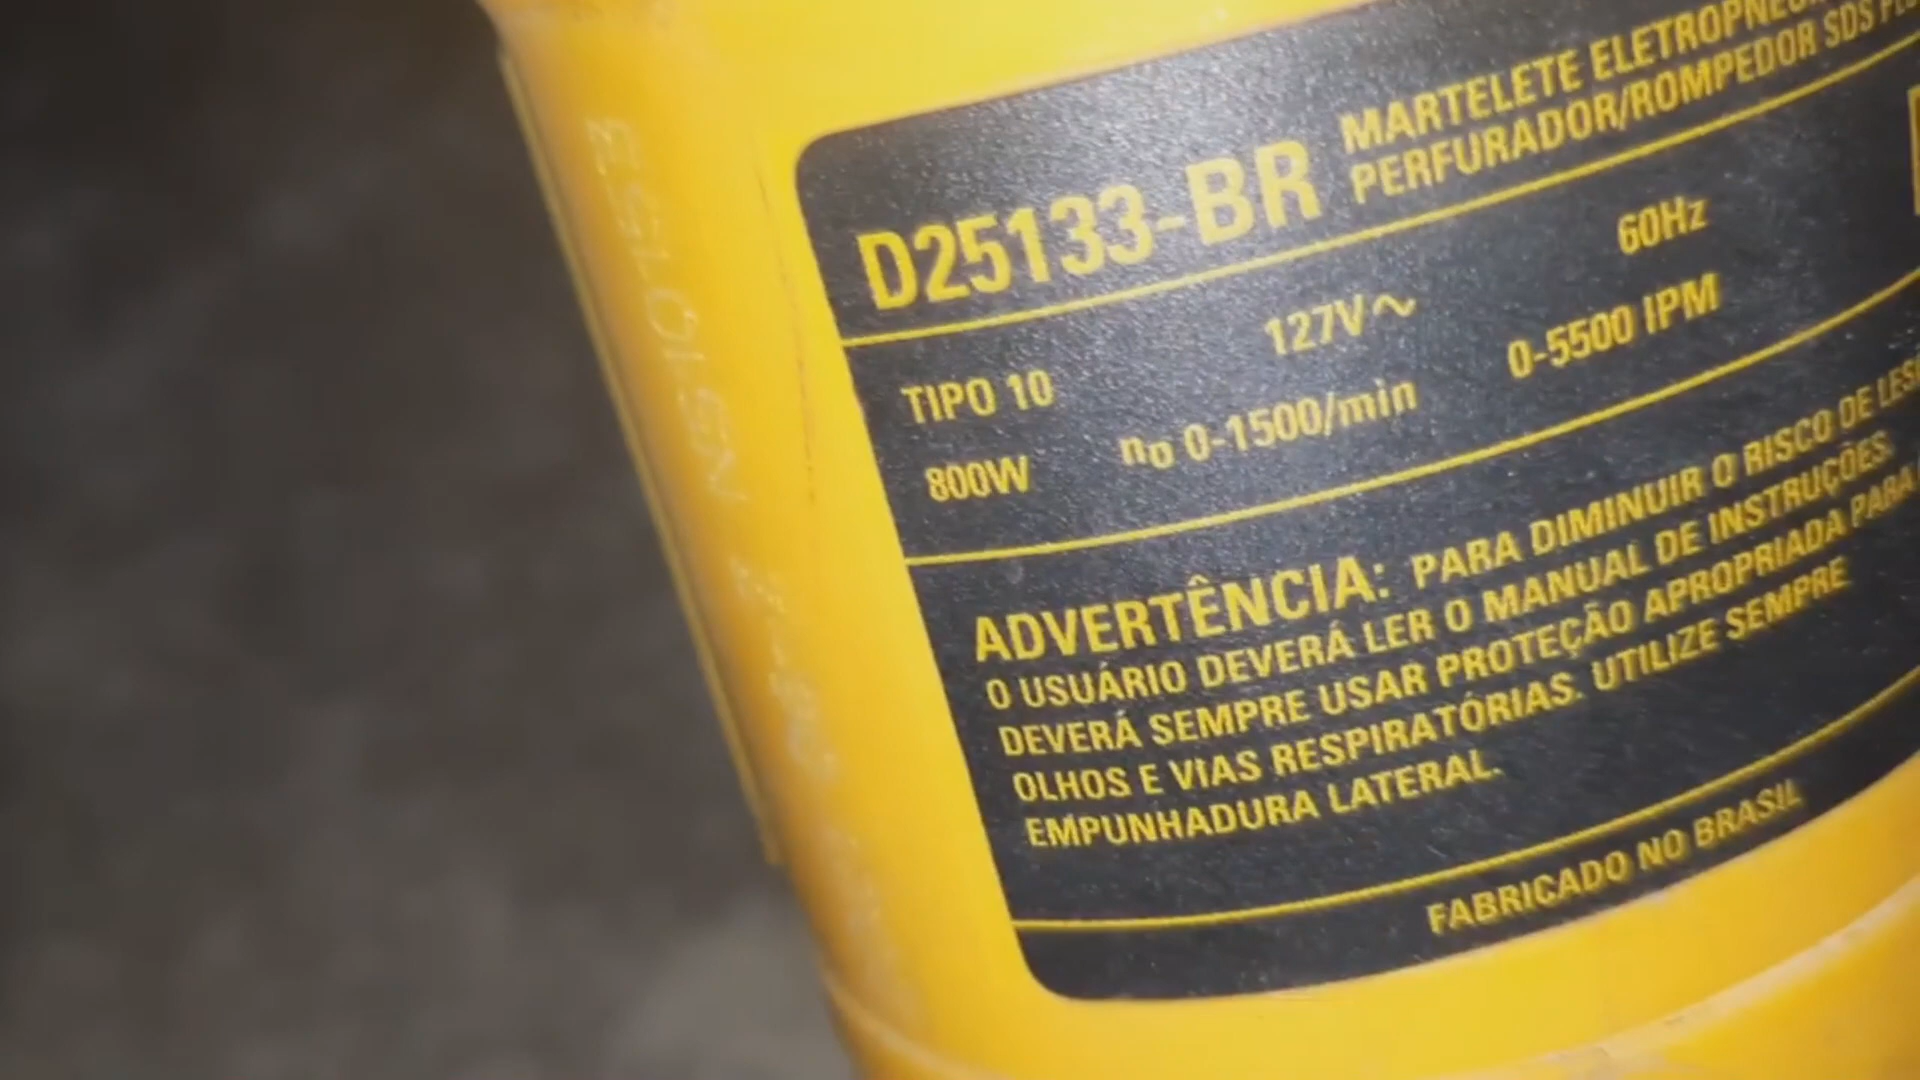 D25133-BR
MARTELETE
PERFURADOR/ROMPEDOR SDS
TIPO 10 127V~ 60Hz
800W no 0-1500/min 0-5500 IPM
ADVERTÊNCIA: PARA DIMINUIR O RISCO DE
O USUÁRIO DEVERÁ LER O MANUAL DE INSTRUÇÕES.
DEVERÁ SEMPRE USAR PROTEÇÃO APROPRIADA PARA
OLHOS E VIAS RESPIRATÓRIAS. UTILIZE SEMPRE
EMPUNHADURA LATERAL.
FABRICADO NO BRASIL